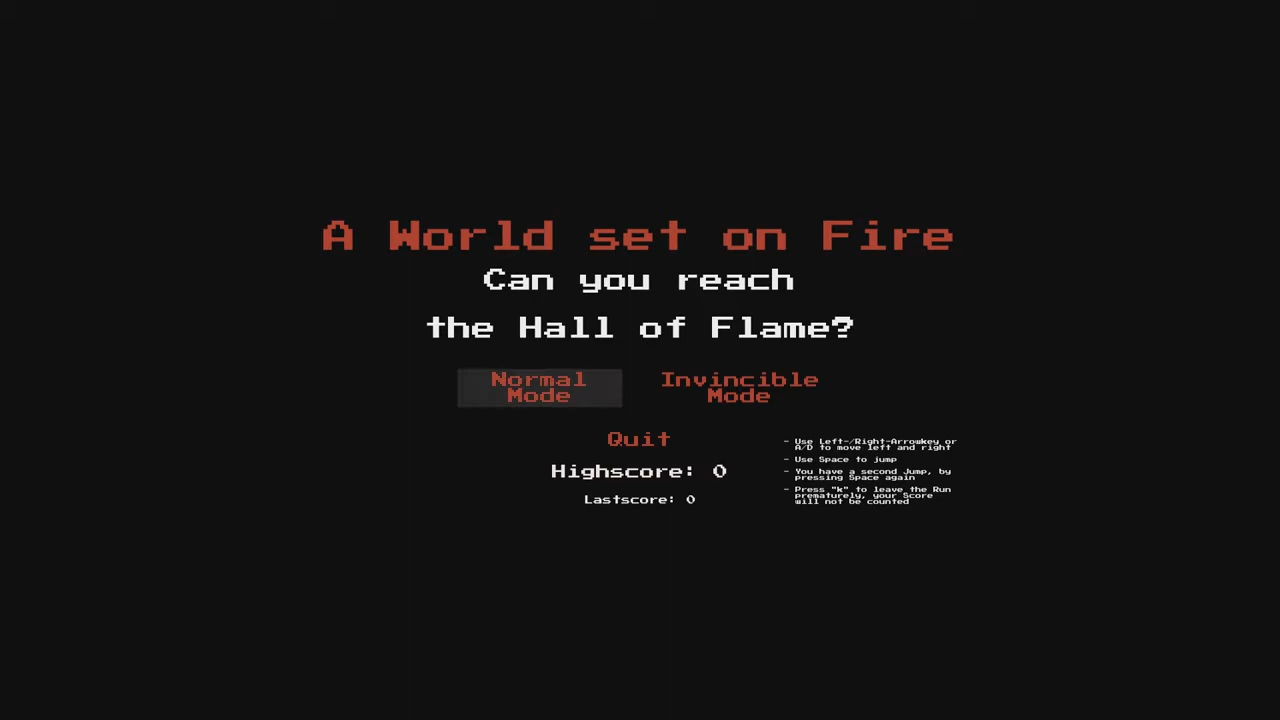 A World set on Fire
Can you reach
the Hall of Flame?
Normal
Mode
Invincible
Mode
Quit
Highscore: 0
Lastscore: 0
- Use Left-/Right-Arrowkey or
A/D to move left and right
- Use Space to jump
- You have a second Jump, by
pressing Space again
- Press "k" to leave the Run
prematurely, your Score
will not be counted